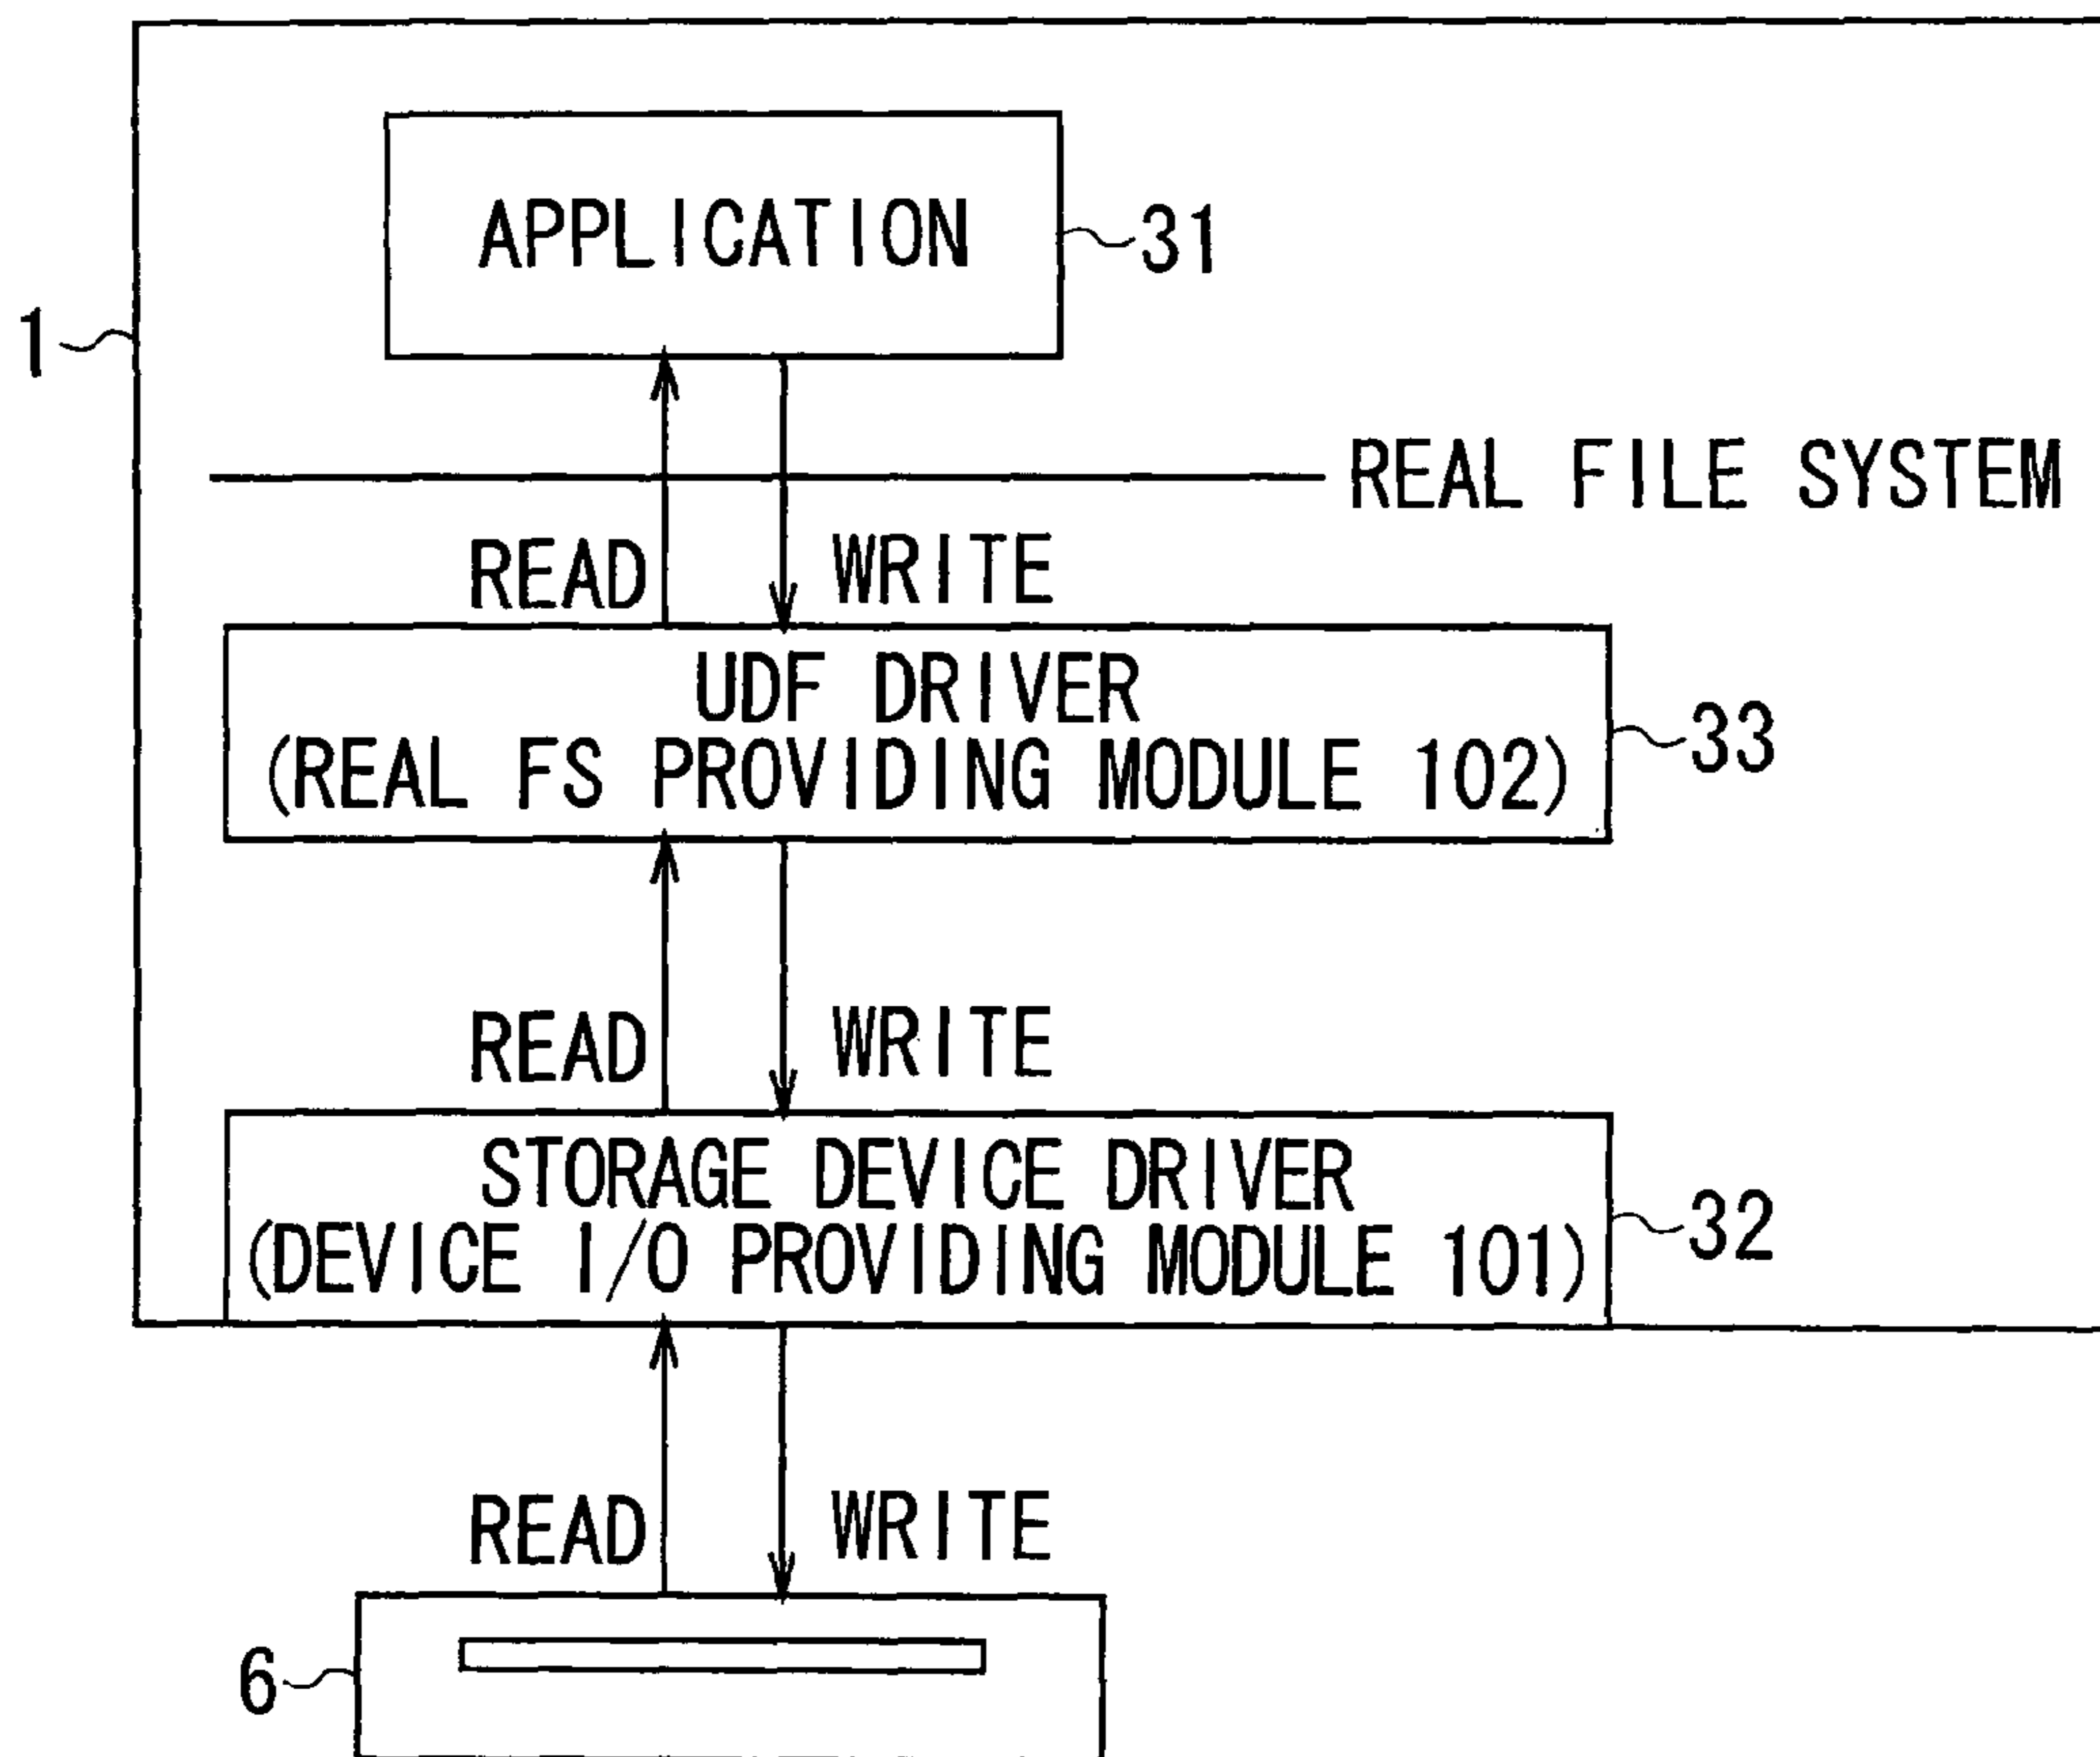 APPLICATION
31
1
REAL FILE SYSTEM
READ WRITE
UDF DRIVER
(REAL FS PROVIDING MODULE 102)
33
READ WRITE
STORAGE DEVICE DRIVER
(DEVICE I/O PROVIDING MODULE 101)
32
READ WRITE
6